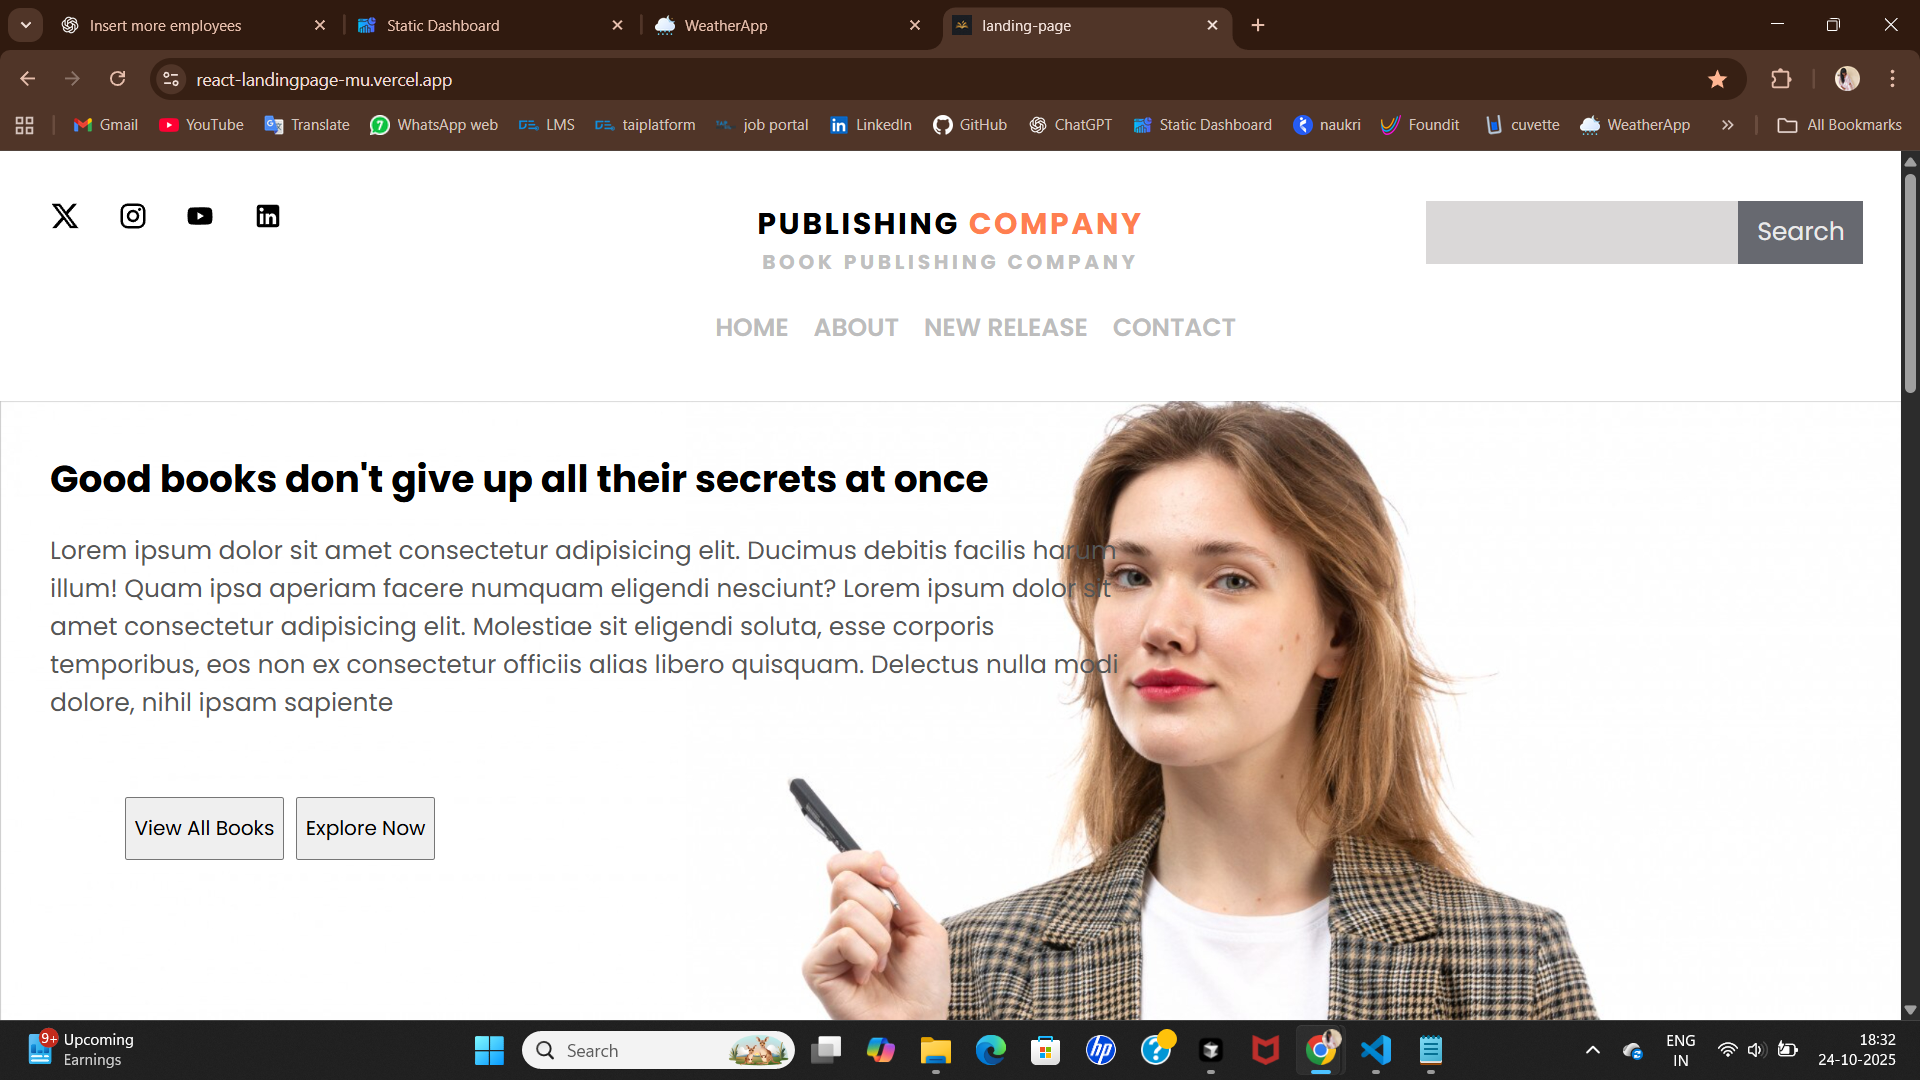 Insert more employees
Static Dashboard
WeatherApp
landing-page
react-landingpage-mu.vercel.app
Gmail
YouTube
Translate
WhatsApp web
LMS
taiplatform
job portal
LinkedIn
GitHub
ChatGPT
Static Dashboard
naukri
Foundit
cuvette
WeatherApp
All Bookmarks
PUBLISHING COMPANY
BOOK PUBLISHING COMPANY
Search
HOME ABOUT NEW RELEASE CONTACT
Good books don't give up all their secrets at once
Lorem ipsum dolor sit amet consectetur adipisicing elit. Ducimus debitis facilis harum
illum! Quam ipsa aperiam facere numquam eligendi nesciunt? Lorem ipsum dolor sit
amet consectetur adipisicing elit. Molestiae sit eligendi soluta, esse corporis
temporibus, eos non ex consectetur officiis alias libero quisquam. Delectus nulla modi
dolore, nihil ipsam sapiente
View All Books
Explore Now
9+
Upcoming
Earnings
Search
ENG
IN
18:32
24-10-2025